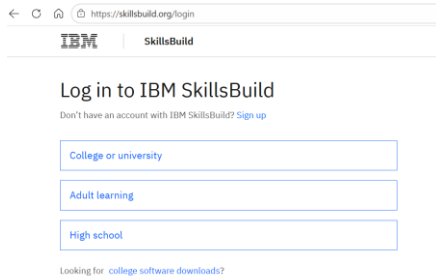 https://skillsbuild.org/login
IBM SkillsBuild
Log in to IBM SkillsBuild
Don't have an account with IBM SkillsBuild? Sign up
College or university
Adult learning
High school
Looking for college software downloads?